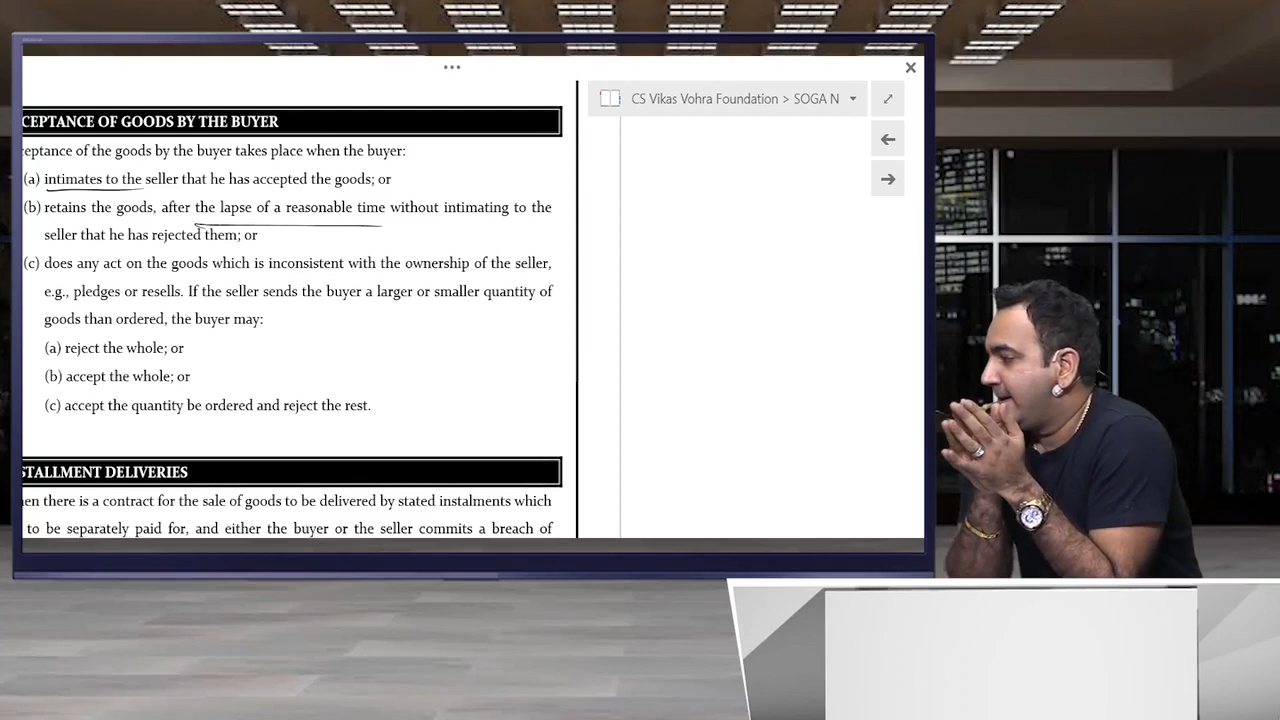 CEPTANCE OF GOODS BY THE BUYER
ceptance of the goods by the buyer takes place when the buyer:
(a) intimates to the seller that he has accepted the goods; or
(b) retains the goods, after the lapse of a reasonable time without intimating to the
seller that he has rejected them; or
(c) does any act on the goods which is inconsistent with the ownership of the seller,
e.g., pledges or resells. If the seller sends the buyer a larger or smaller quantity of
goods than ordered, the buyer may:
(a) reject the whole; or
(b) accept the whole; or
(c) accept the quantity be ordered and reject the rest.
STALLMENT DELIVERIES
en there is a contract for the sale of goods to be delivered by stated instalments which
to be separately paid for, and either the buyer or the seller commits a breach of
CS Vikas Vohra Foundation > SOGA N